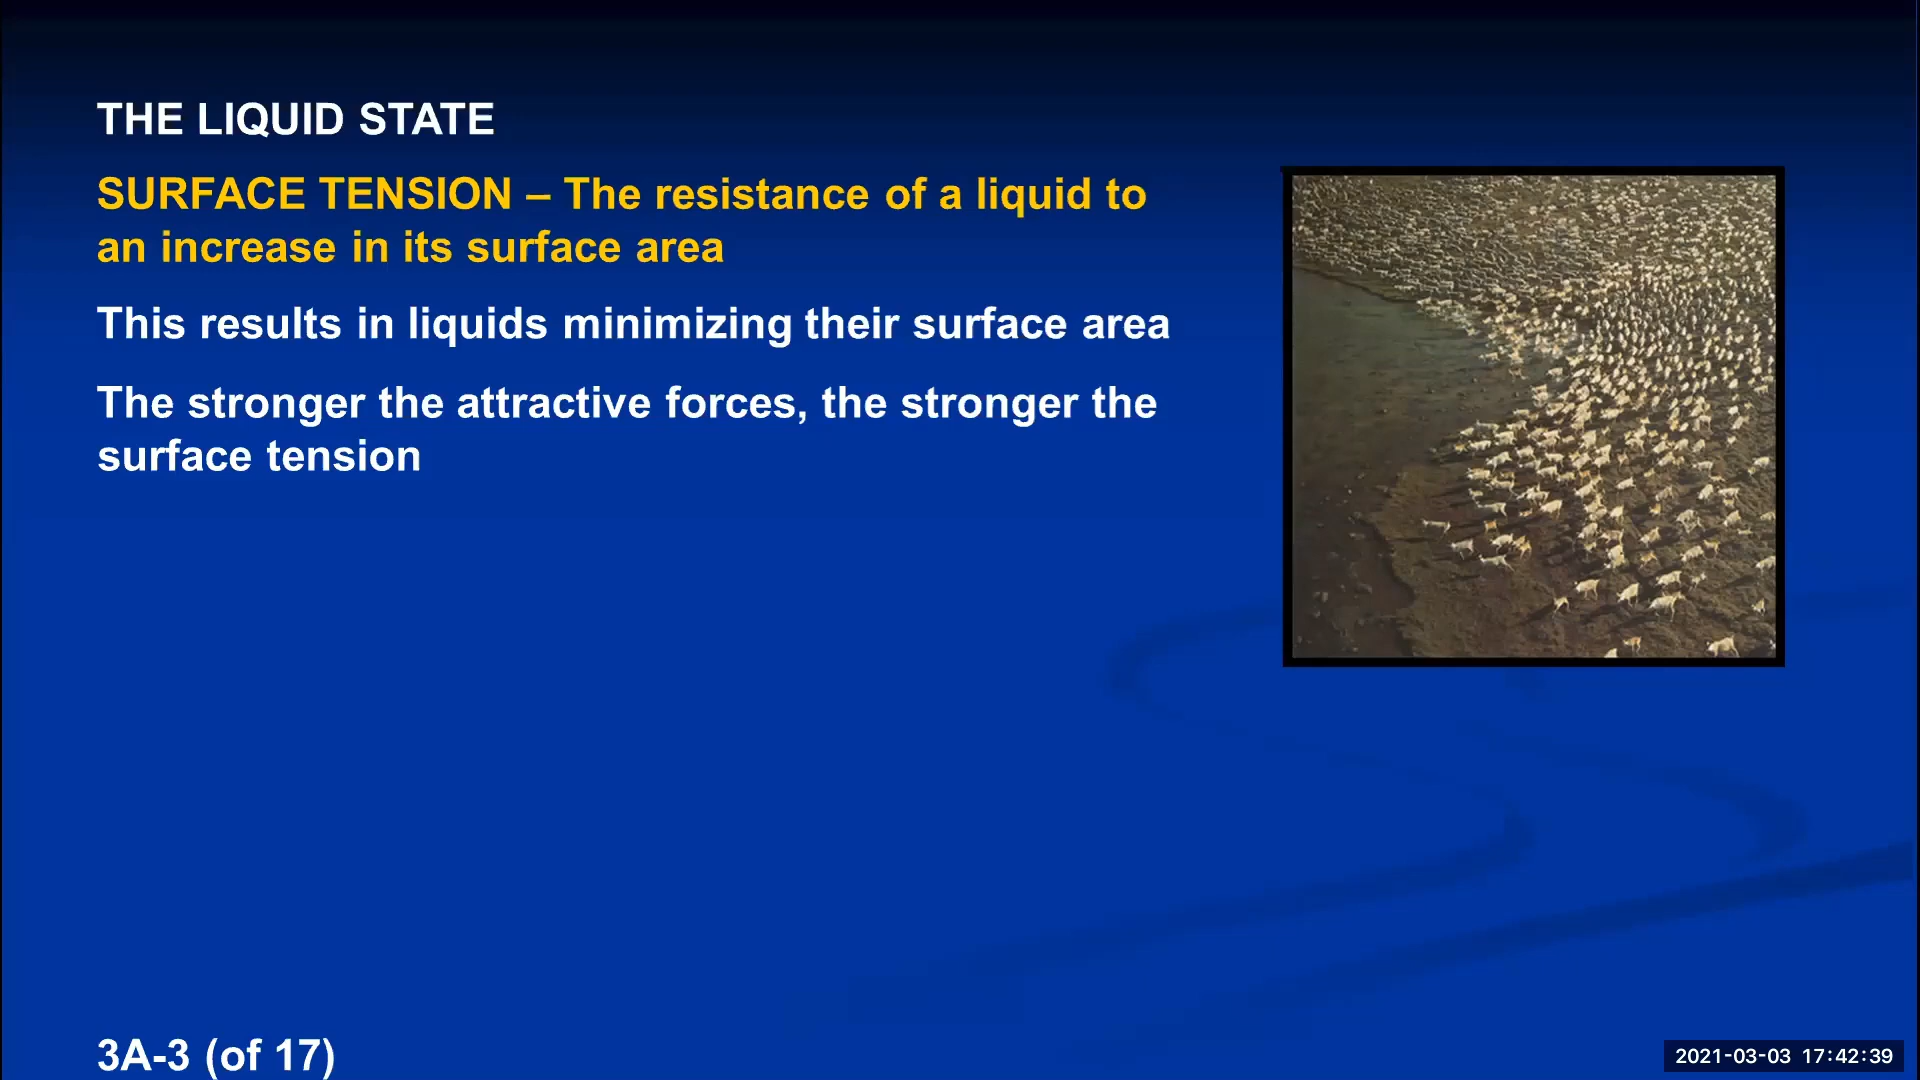 THE LIQUID STATE
SURFACE TENSION – The resistance of a liquid to
an increase in its surface area
This results in liquids minimizing their surface area
The stronger the attractive forces, the stronger the
surface tension
3A-3 (of 17)
2021-03-03 17:42:39